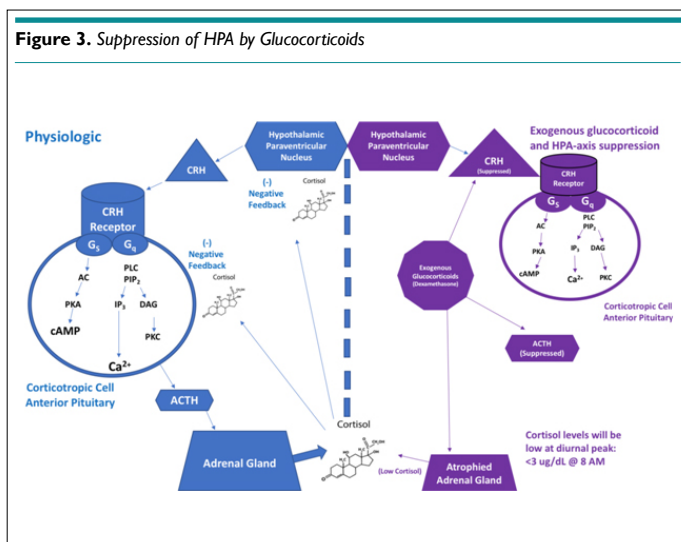 Figure 3. Suppression of HPA by Glucocorticoids
Physiologic
Hypothalamic
Paraventricular
Nucleus
CRH
(-)
Negative
Feedback
Cortisol
CRH
Receptor
Gs
Gq
AC
PKA
cAMP
PLC
PIP2
IP3
DAG
PKC
Ca2+
(-)
Negative
Feedback
Cortisol
Corticotropic Cell
Anterior Pituitary
ACTH
Adrenal Gland
Cortisol
Hypothalamic
Paraventricular
Nucleus
CRH
(Suppressed)
Exogenous glucocorticoid
and HPA-axis suppression
CRH
Receptor
Gs
Gq
AC
PKA
cAMP
PLC
PIP2
IP3
DAG
Ca2+
PKC
Corticotropic Cell
Anterior Pituitary
Exogenous
Glucocorticoids
(Dexamethasone)
ACTH
(Suppressed)
(Low Cortisol)
Atrophied
Adrenal Gland
Cortisol levels will be
low at diurnal peak:
<3 ug/dL @ 8 AM